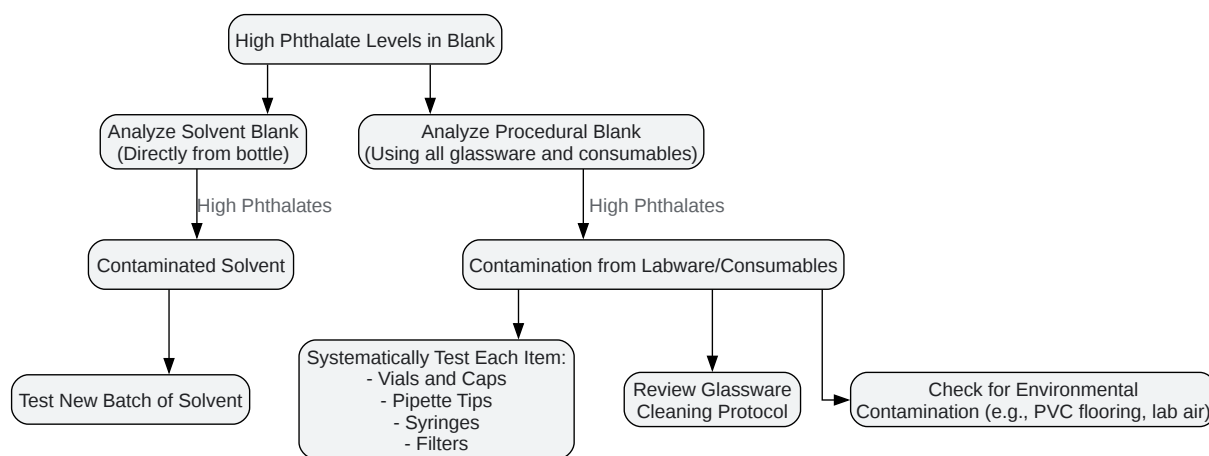 High Phthalate Levels in Blank
Analyze Solvent Blank
(Directly from bottle)
Analyze Procedural Blank
(Using all glassware and consumables)
High Phthalates
High Phthalates
Contaminated Solvent
Contamination from Labware/Consumables
Test New Batch of Solvent
Systematically Test Each Item:
- Vials and Caps
- Pipette Tips
- Syringes
- Filters
Review Glassware
Cleaning Protocol
Check for Environmental
Contamination (e.g., PVC flooring, lab air)